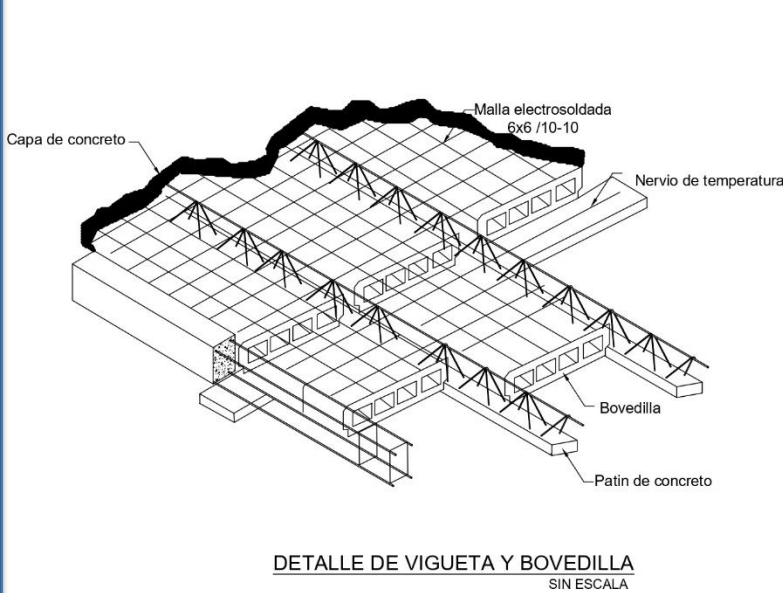 Malla electrosoldada
6x6 /10-10
Capa de concreto
Nervio de temperatura
Bovedilla
Patin de concreto
DETALLE DE VIGUETA Y BOVEDILLA
SIN ESCALA